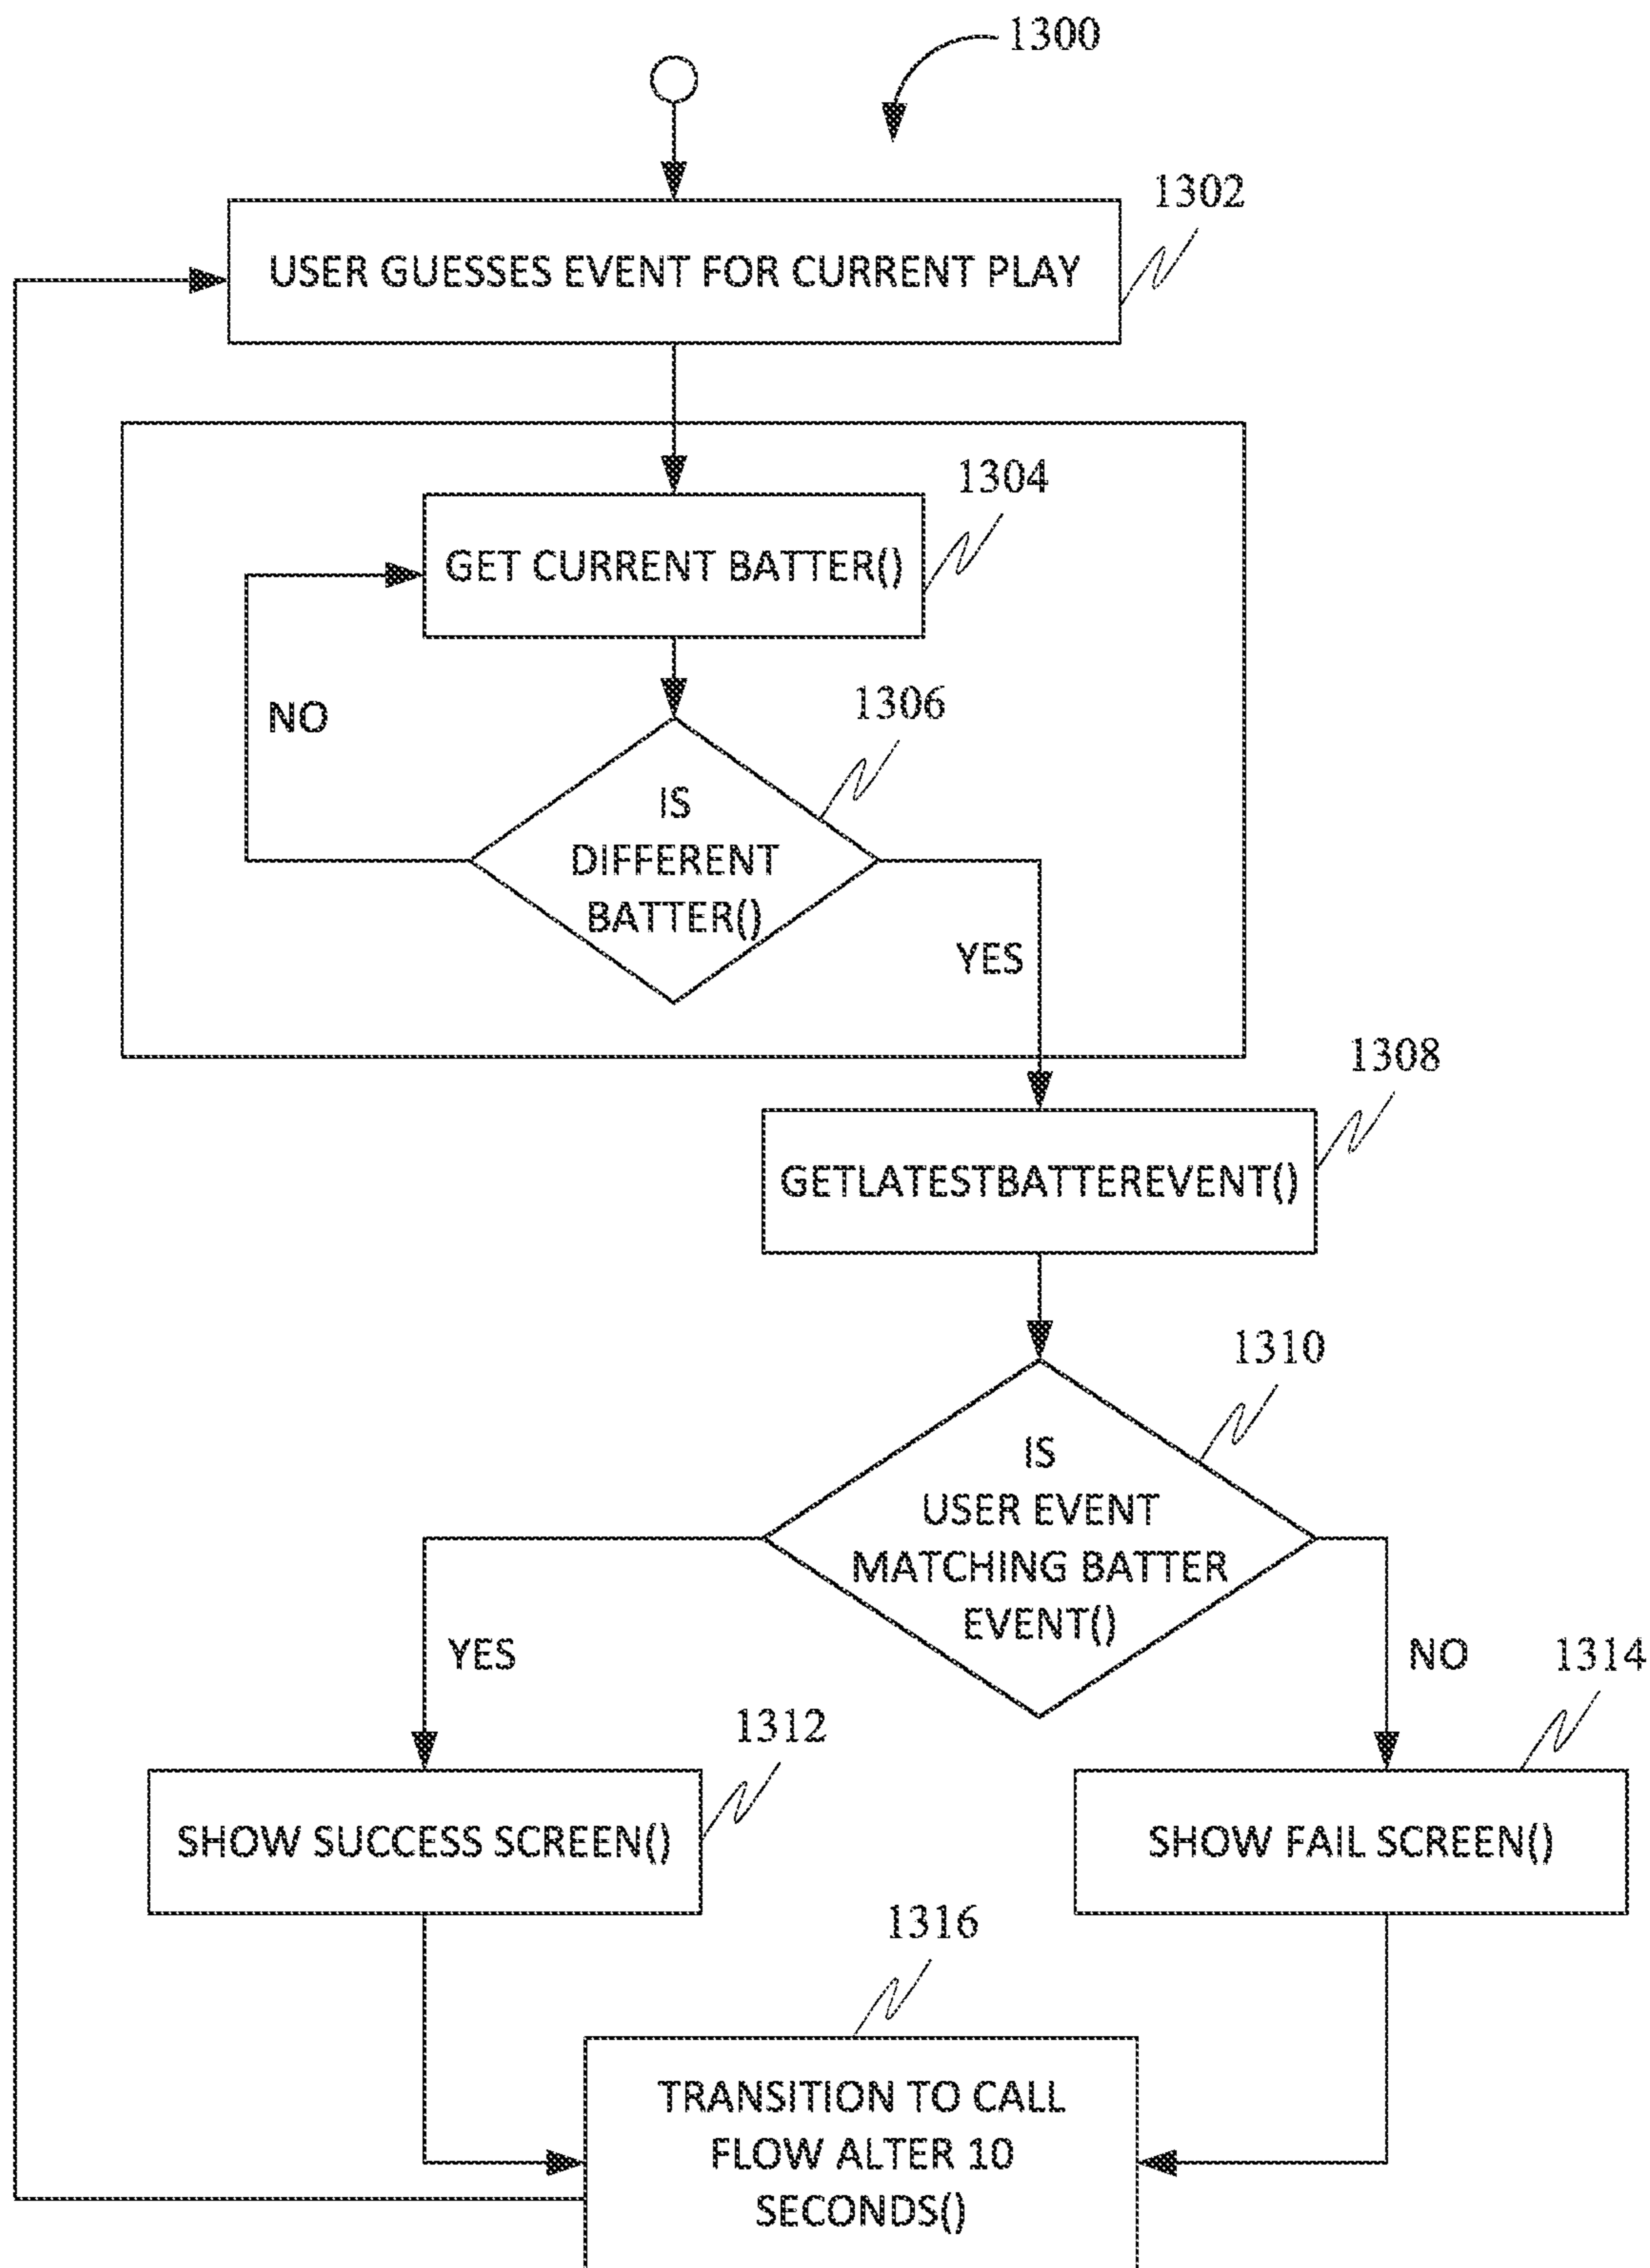 1300
1302
USER GUESSES EVENT FOR CURRENT PLAY
1304
GET CURRENT BATTER()
NO
1306
IS
DIFFERENT
BATTER()
YES
1308
GETLATESTBATTEREVENT()
1310
IS
USER EVENT
MATCHING BATTER
EVENT()
YES
NO
1314
1312
SHOW SUCCESS SCREEN()
SHOW FAIL SCREEN()
1316
TRANSITION TO CALL
FLOW ALTER 10
SECONDS()